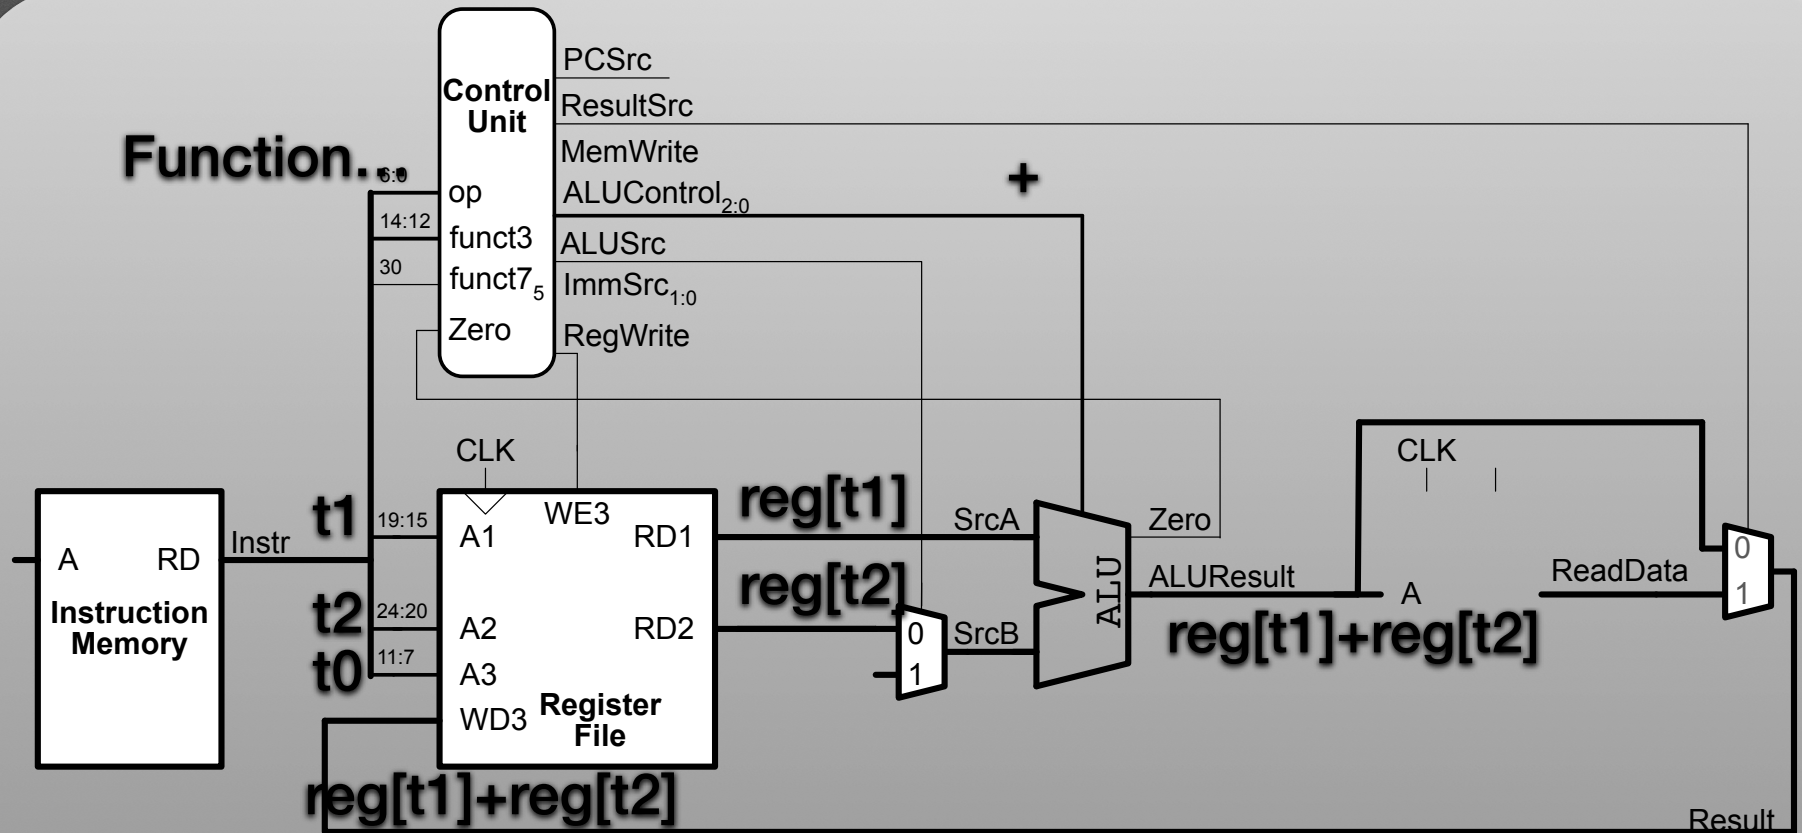 Control
Unit
PCSrc
ResultSrc
MemWrite
ALUControl2:0
ALUSrc
ImmSrc1:0
RegWrite
Function...
6:0
op
14:12
funct3
30
funct75
Zero
+
CLK
CLK
t1
19:15
A1
WE3
RD1
reg[t1]
SrcA
Zero
Instr
A
RD
Instruction
Memory
t2
24:20
A2
RD2
reg[t2]
0
1
SrcB
ALU
ALUResult
A
ReadData
0
1
reg[t1]+reg[t2]
t0
11:7
A3
WD3
Register
File
reg[t1]+reg[t2]
Result